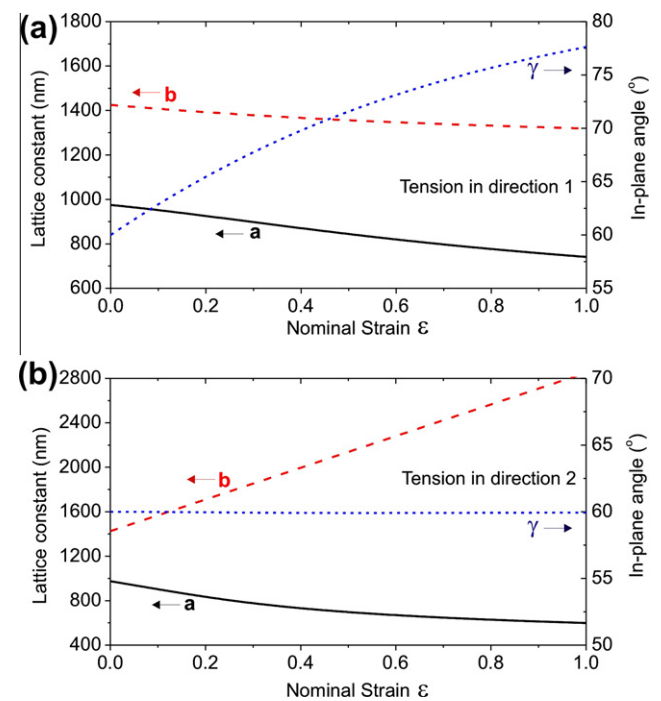 (a)
1800
1600
1400
1200
1000
800
600
80
75
70
65
60
55
Lattice constant (nm)
In-plane angle (°)
b
γ
Tension in direction 1
a
0.0 0.2 0.4 0.6 0.8 1.0
Nominal Strain ε
(b)
2800
2400
2000
1600
1200
800
400
70
65
60
55
50
Lattice constant (nm)
In-plane angle (°)
b
Tension in direction 2
γ
a
0.0 0.2 0.4 0.6 0.8 1.0
Nominal Strain ε